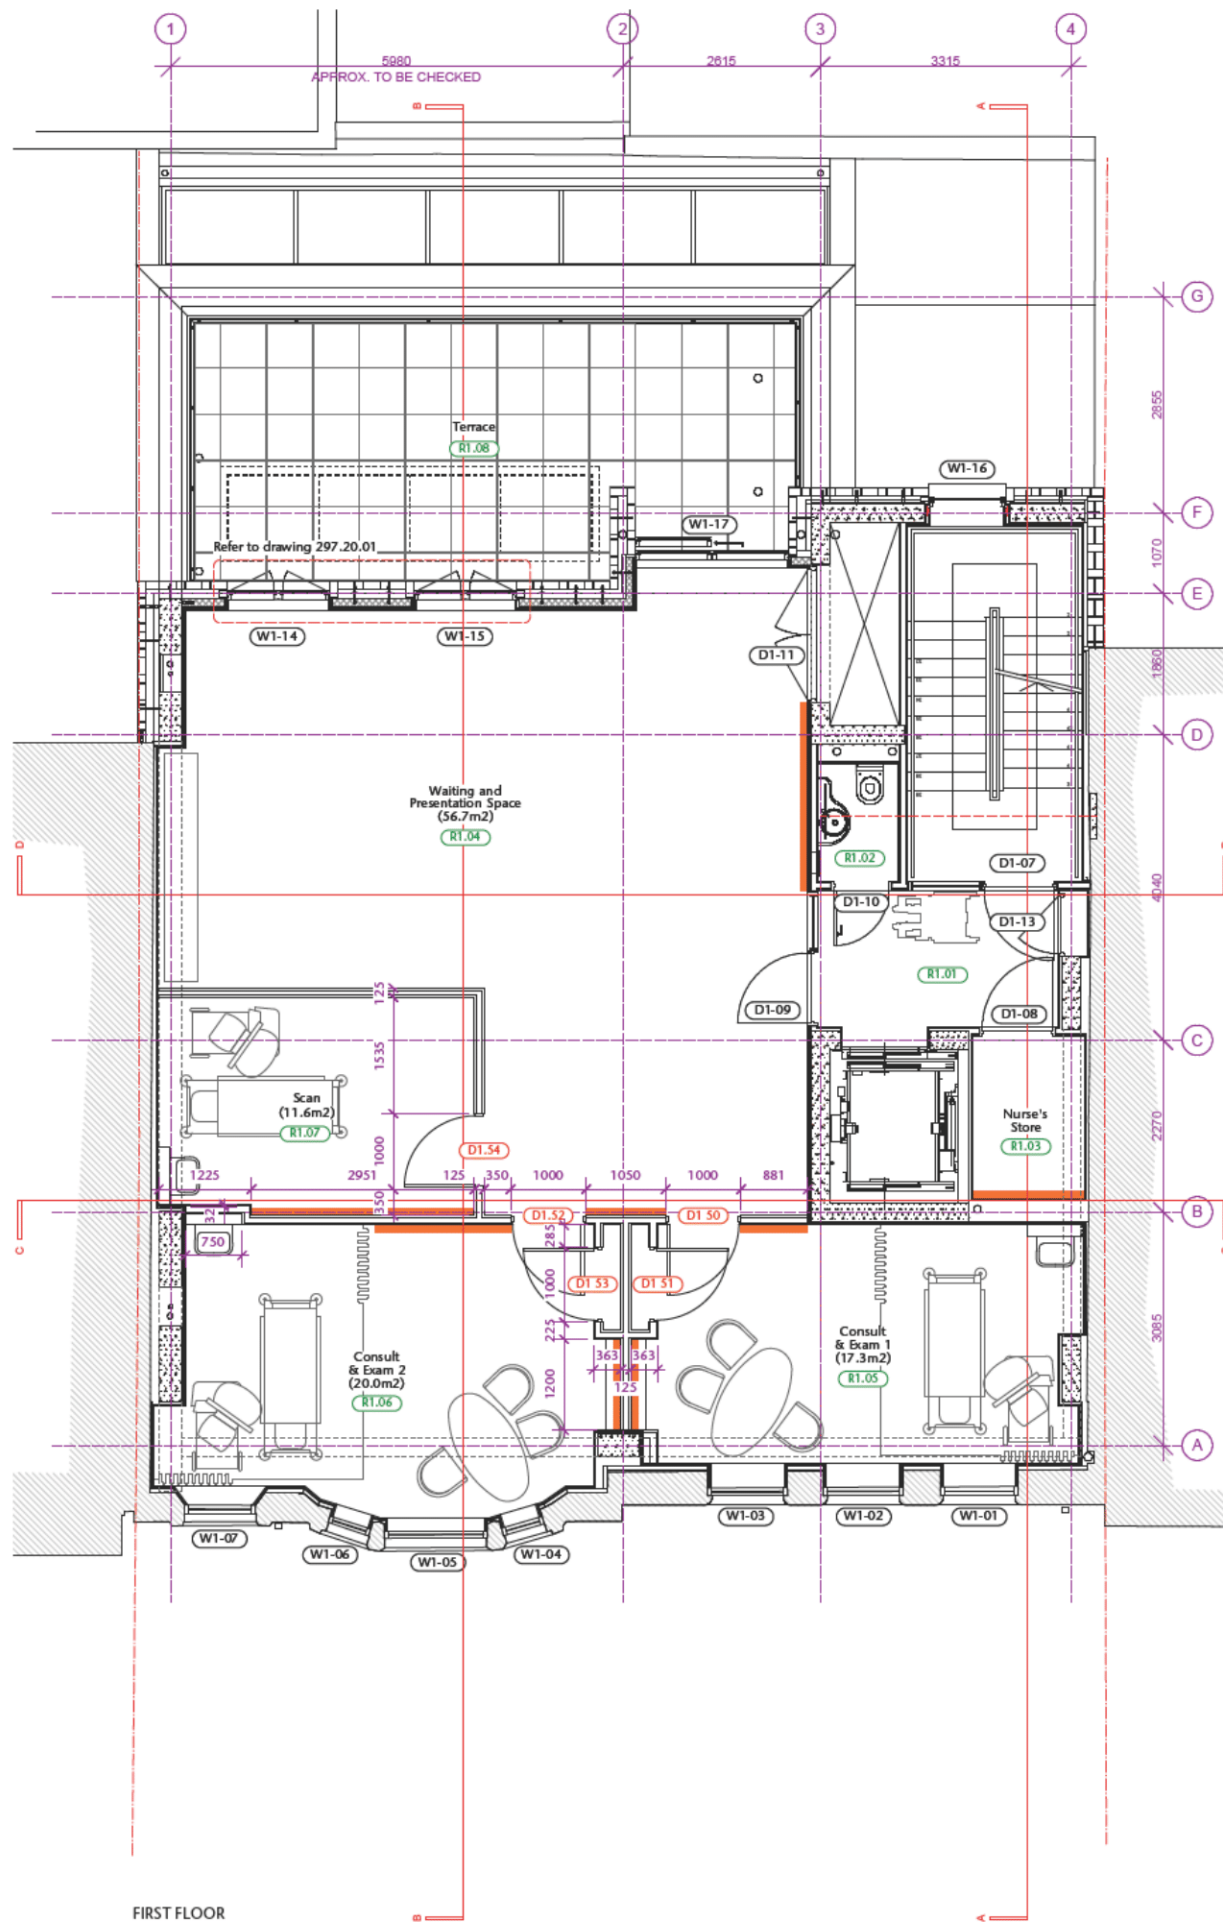 1
2
3
4
5980
2615
3315
APPROX. TO BE CHECKED
B
A
G
2855
Terrace
R1.08
W1-16
W1-17
F
Refer to drawing 297.20.01
1070
E
W1-14
W1-15
D1-11
1860
D
Waiting and
Presentation Space
(56.7m2)
R1.04
R1.02
D1-07
D
4040
D1-10
D1-13
R1.01
125
D1-09
D1-08
C
1535
Scan
(11.6m2)
R1.07
Nurse's
Store
R1.03
2270
D1.54
1000
1225
2951
125
350
1000
1050
1000
881
350
32
D1.52
D1 50
B
C
750
285
D1 53
D1 51
1000
225
3085
Consult
& Exam 2
(20.0m2)
R1.06
363
363
125
1200
Consult
& Exam 1
(17.3m2)
R1.05
A
W1-07
W1-06
W1-05
W1-04
W1-03
W1-02
W1-01
FIRST FLOOR
B
A